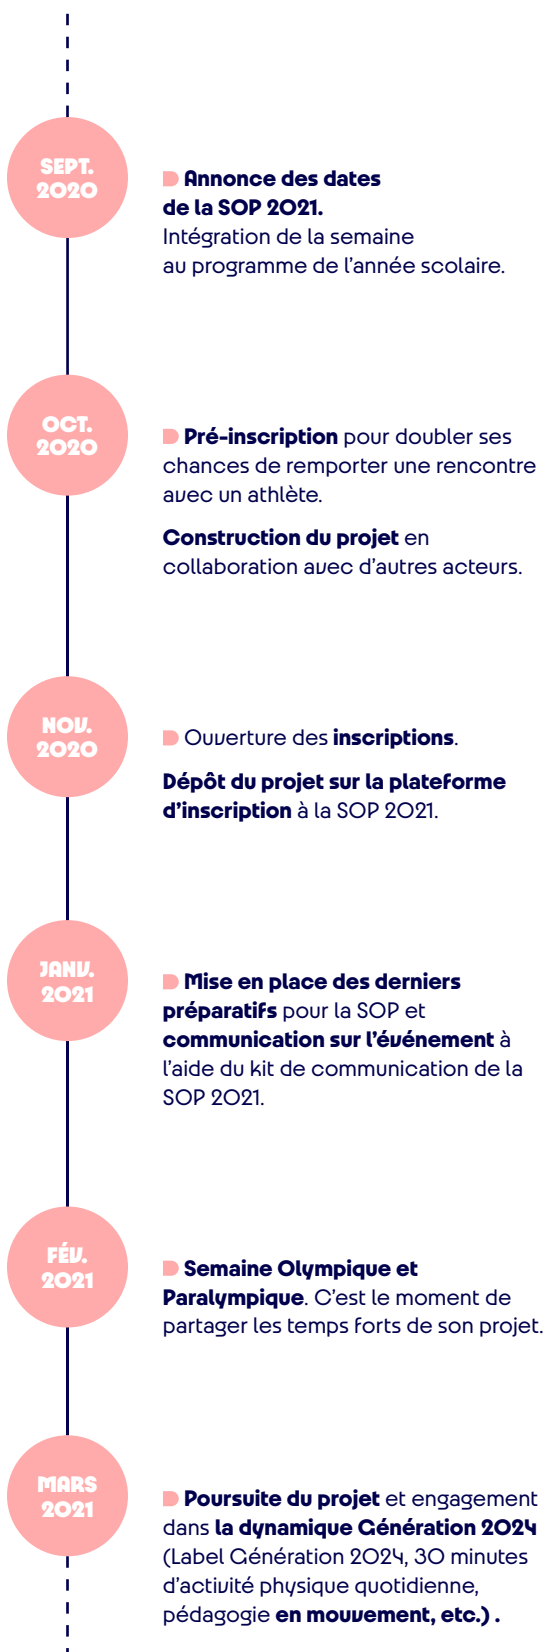 SEPT.
2020
Annonce des dates
de la SOP 2021.
Intégration de la semaine
au programme de l’année scolaire.
OCT.
2020
Pré-inscription pour doubler ses
chances de remporter une rencontre
avec un athlète.
Construction du projet en
collaboration avec d’autres acteurs.
NOV.
2020
Ouverture des inscriptions.
Dépôt du projet sur la plateforme
d’inscription à la SOP 2021.
JANV.
2021
Mise en place des derniers
préparatifs pour la SOP et
communication sur l’événement à
l’aide du kit de communication de la
SOP 2021.
FÉV.
2021
Semaine Olympique et
Paralympique. C’est le moment de
partager les temps forts de son projet.
MARS
2021
Poursuite du projet et engagement
dans la dynamique Génération 2024
(Label Génération 2024, 30 minutes
d’activité physique quotidienne,
pédagogie en mouvement, etc.) .